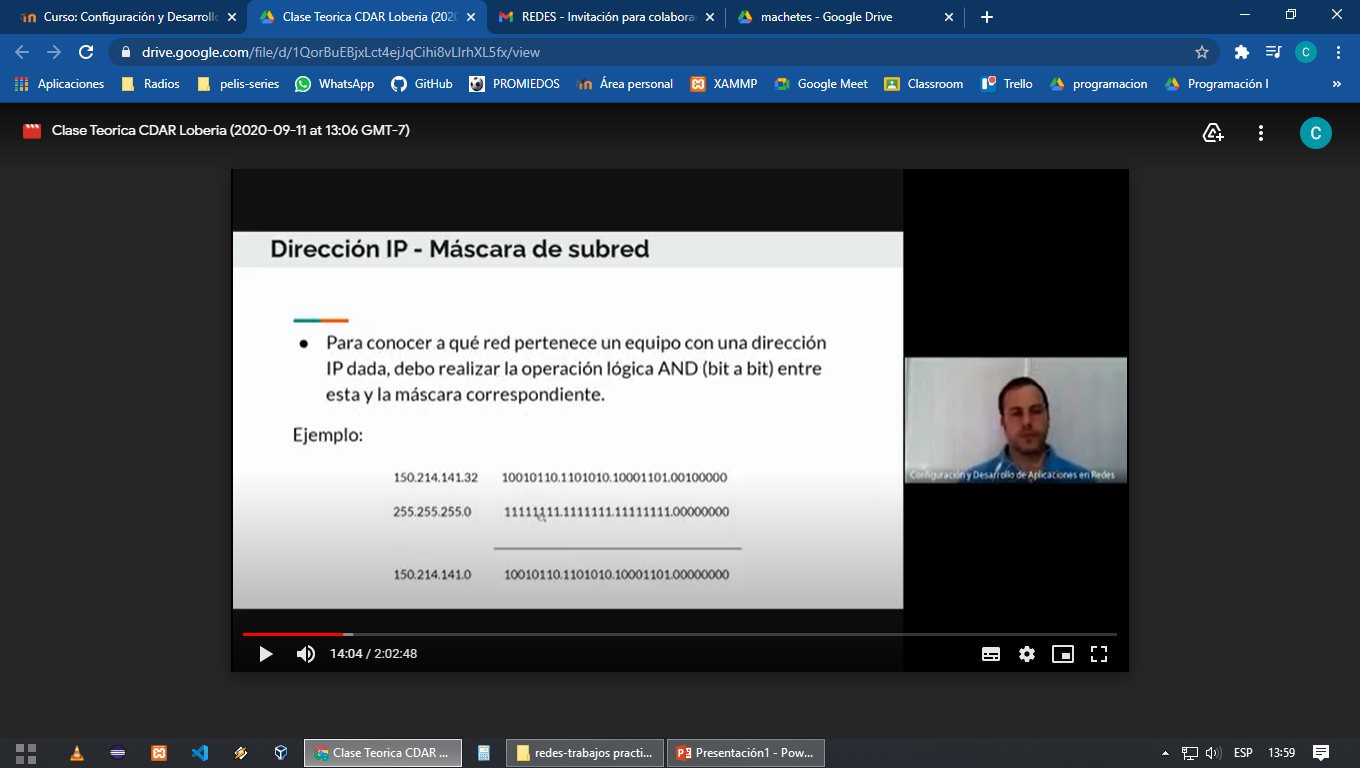 Curso: Configuración y Desarroll
Clase Teorica CDAR Loberia (202
REDES - Invitación para colabora
machetes - Google Drive
drive.google.com/file/d/1QorBuEBjxLct4ejJqCihi8vLIrhXL5fx/view
C
Aplicaciones
Radios
pelis-series
WhatsApp
GitHub
PROMIEDOS
Área personal
XAMMP
Google Meet
Classroom
Trello
programacion
Programación I
»
Clase Teorica CDAR Loberia (2020-09-11 at 13:06 GMT-7)
C
Dirección IP - Máscara de subred
● Para conocer a qué red pertenece un equipo con una dirección
IP dada, debo realizar la operación lógica AND (bit a bit) entre
esta y la máscara correspondiente.
Ejemplo:
150.214.141.32 10010110.1101010.10001101.00100000
255.255.255.0 11111111.1111111.11111111.00000000
150.214.141.0 10010110.1101010.10001101.00000000
Configuración y Desarrollo de Aplicaciones en Redes
14:04 / 2:02:48
Clase Teorica CDAR ...
redes-trabajos practi...
Presentación1 - Pow...
ESP
13:59